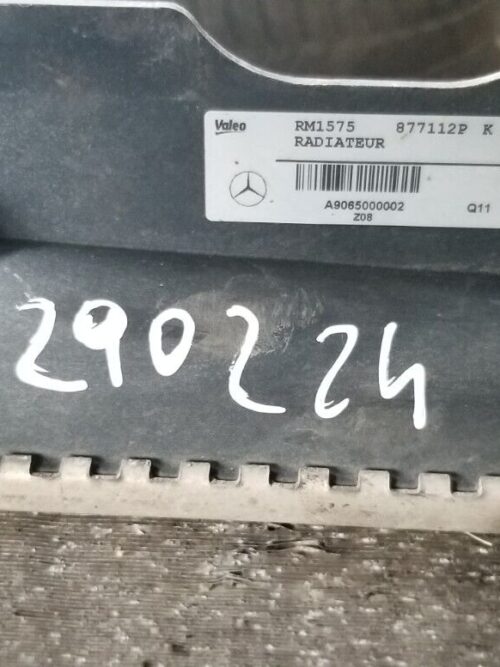 Valeo RM1575 877112P K
RADIATEUR
A9065000002 Q11
Z08
290224